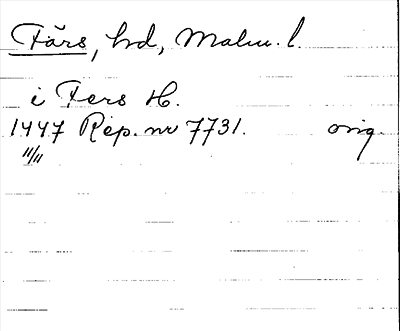 Färs, hd, Malm. l.
i Fers H.
1447 Rep. nr 7731. orig.
11/11